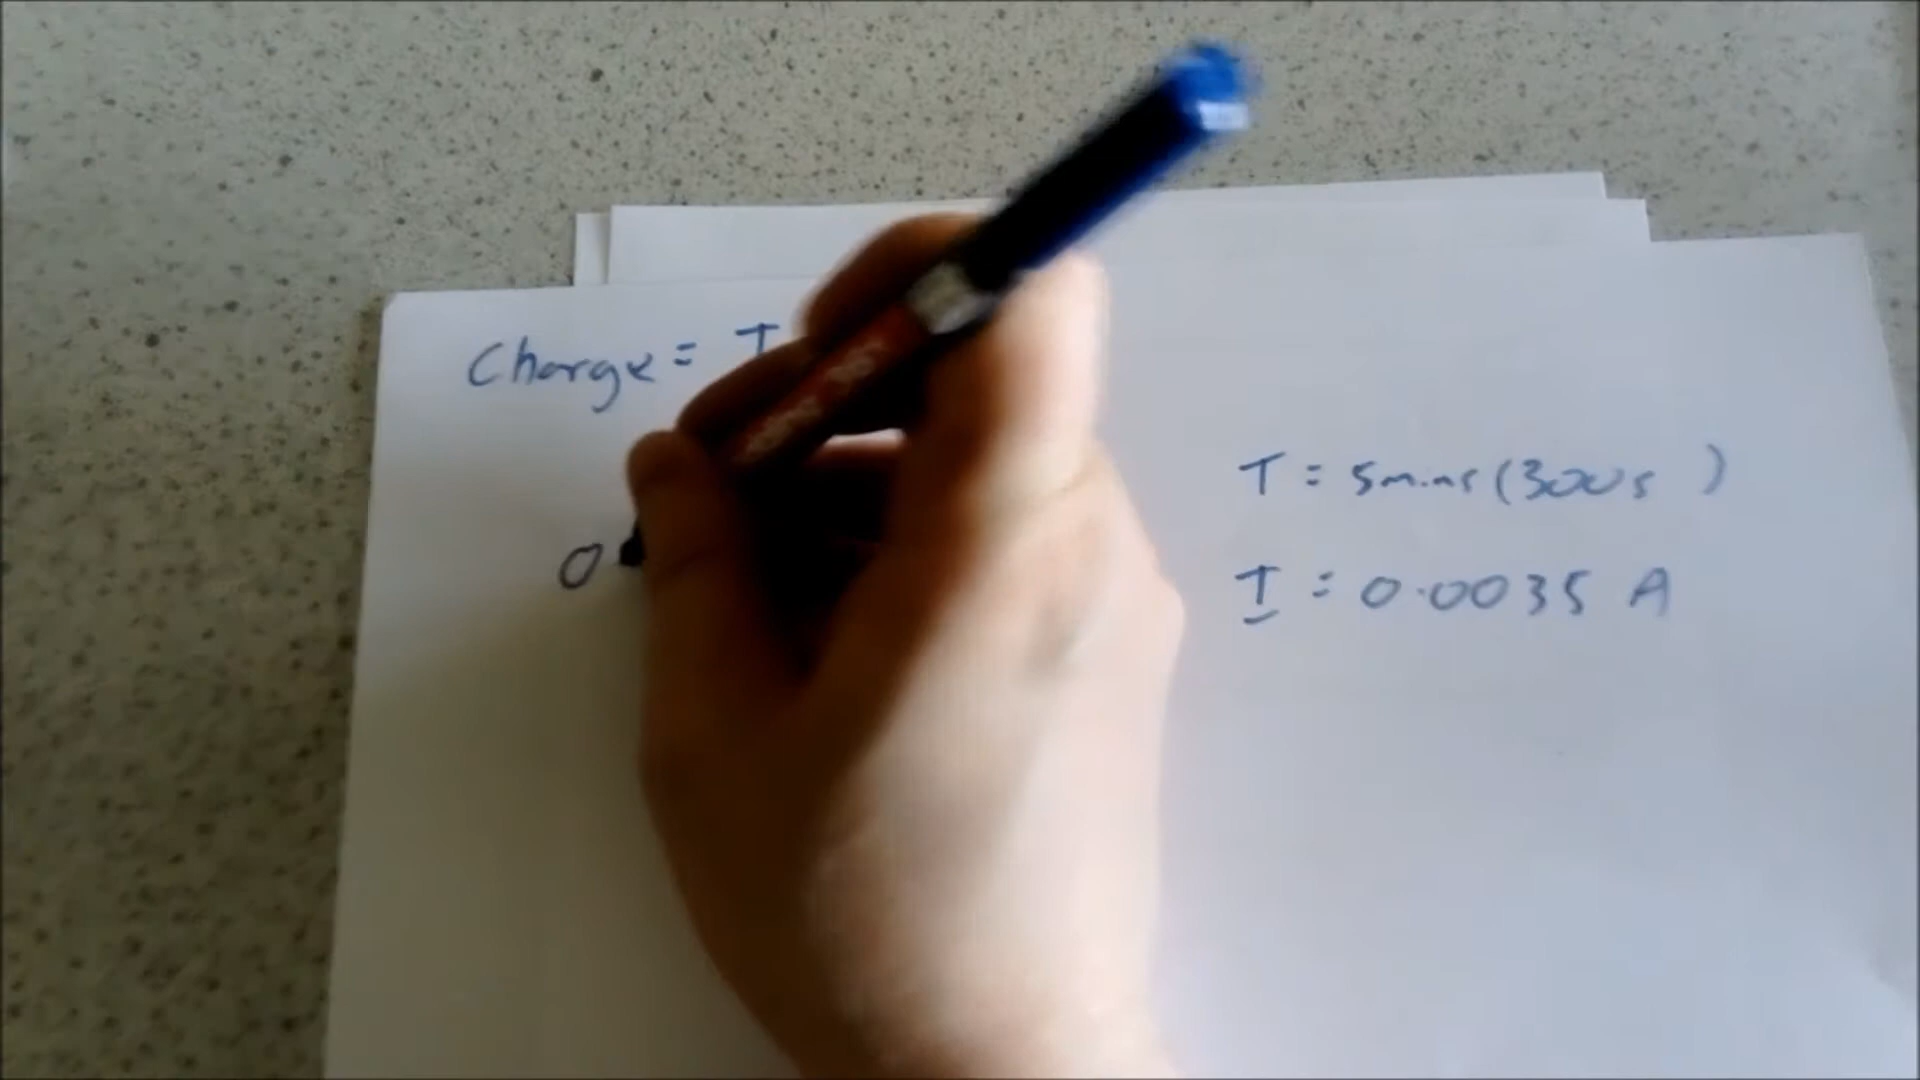 Charge = I
T = 5mins (300s )
I = 0.0035 A
0